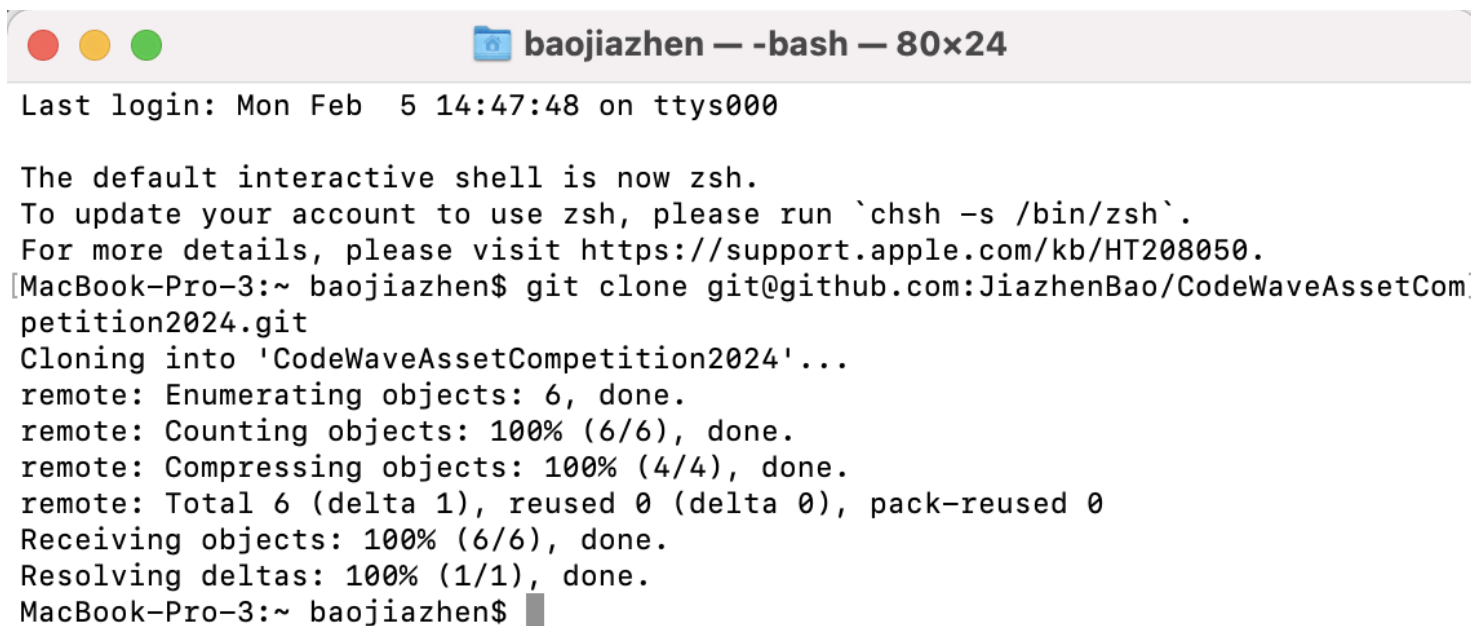 baojiazhen — -bash — 80×24
Last login: Mon Feb  5 14:47:48 on ttys000
The default interactive shell is now zsh.
To update your account to use zsh, please run `chsh -s /bin/zsh`.
For more details, please visit https://support.apple.com/kb/HT208050.
[MacBook-Pro-3:~ baojiazhen$ git clone git@github.com:JiazhenBao/CodeWaveAssetCom]
petition2024.git
Cloning into 'CodeWaveAssetCompetition2024'...
remote: Enumerating objects: 6, done.
remote: Counting objects: 100% (6/6), done.
remote: Compressing objects: 100% (4/4), done.
remote: Total 6 (delta 1), reused 0 (delta 0), pack-reused 0
Receiving objects: 100% (6/6), done.
Resolving deltas: 100% (1/1), done.
MacBook-Pro-3:~ baojiazhen$